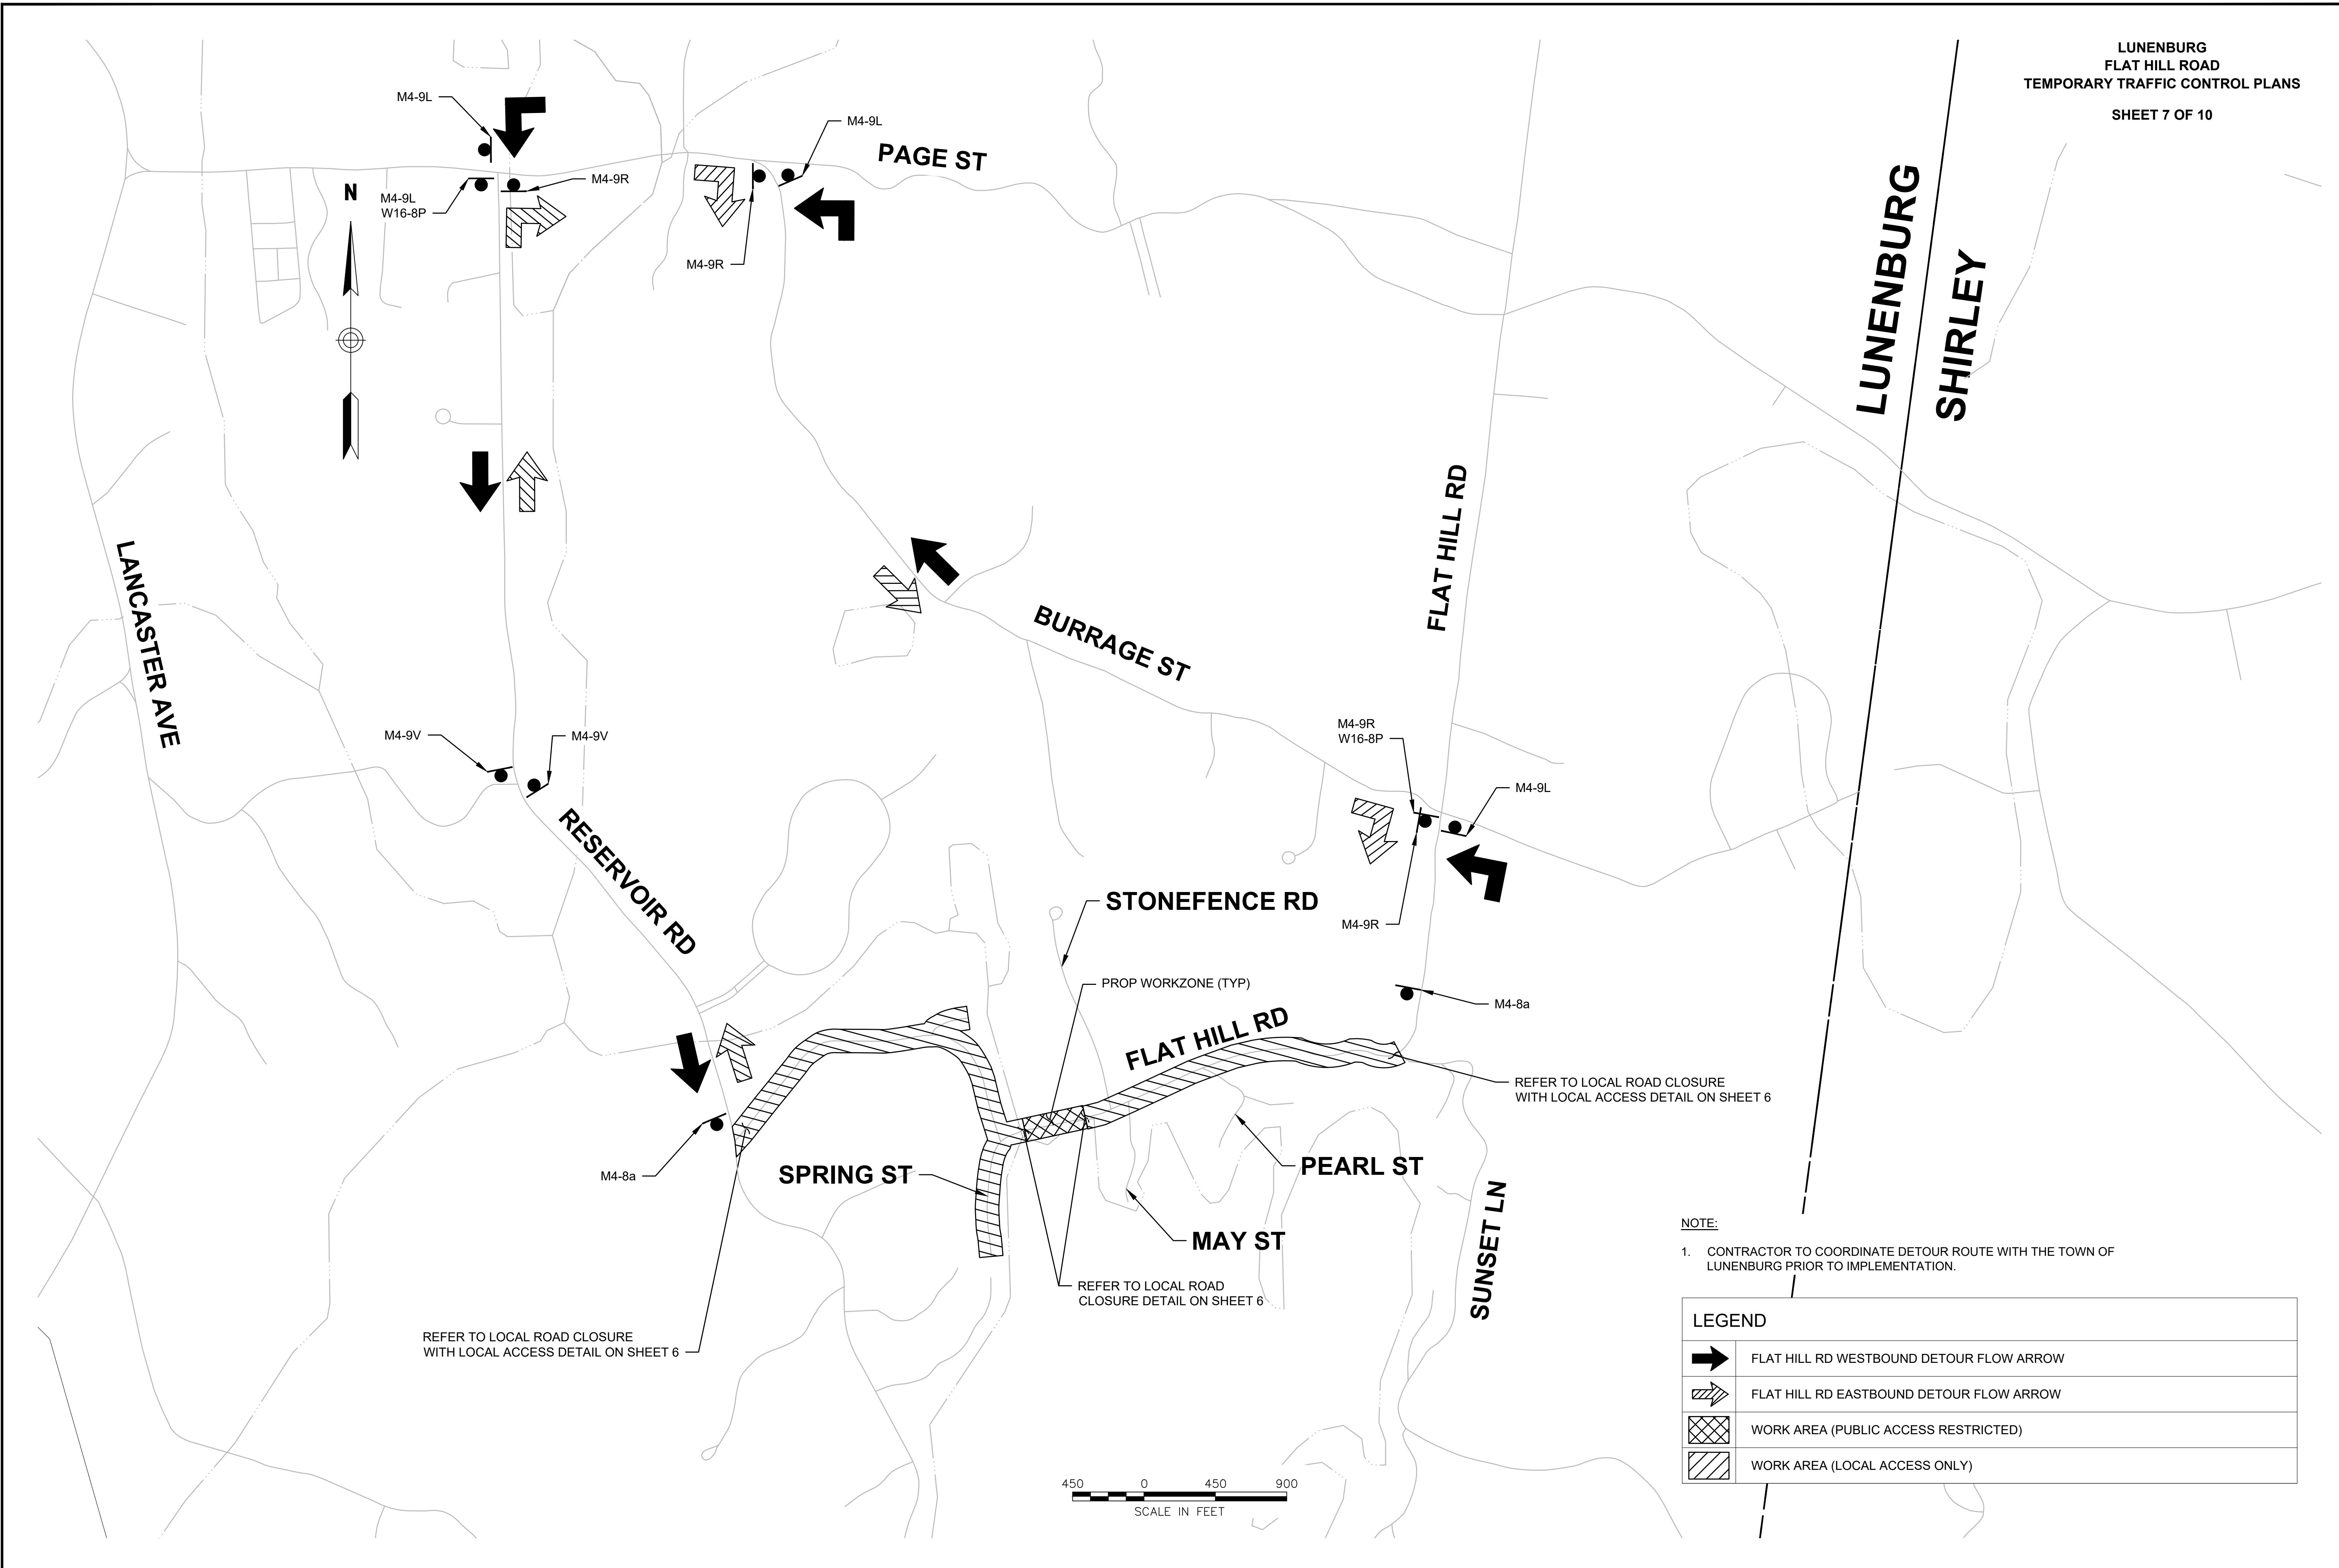 LUNENBURG
FLAT HILL ROAD
TEMPORARY TRAFFIC CONTROL PLANS
SHEET 7 OF 10
M4-9L
M4-9L
PAGE ST
M4-9R
N
M4-9L
W16-8P
M4-9R
LUNENBURG
SHIRLEY
FLAT HILL RD
LANCASTER AVE
BURRAGE ST
M4-9V
M4-9V
M4-9R
W16-8P
M4-9L
RESERVOIR RD
STONEFENCE RD
M4-9R
PROP WORKZONE (TYP)
M4-8a
FLAT HILL RD
REFER TO LOCAL ROAD CLOSURE
WITH LOCAL ACCESS DETAIL ON SHEET 6
M4-8a
SPRING ST
PEARL ST
MAY ST
SUNSET LN
REFER TO LOCAL ROAD
CLOSURE DETAIL ON SHEET 6
REFER TO LOCAL ROAD CLOSURE
WITH LOCAL ACCESS DETAIL ON SHEET 6
NOTE:
1. CONTRACTOR TO COORDINATE DETOUR ROUTE WITH THE TOWN OF
LUNENBURG PRIOR TO IMPLEMENTATION.
LEGEND
FLAT HILL RD WESTBOUND DETOUR FLOW ARROW
FLAT HILL RD EASTBOUND DETOUR FLOW ARROW
WORK AREA (PUBLIC ACCESS RESTRICTED)
WORK AREA (LOCAL ACCESS ONLY)
450 0 450 900
SCALE IN FEET